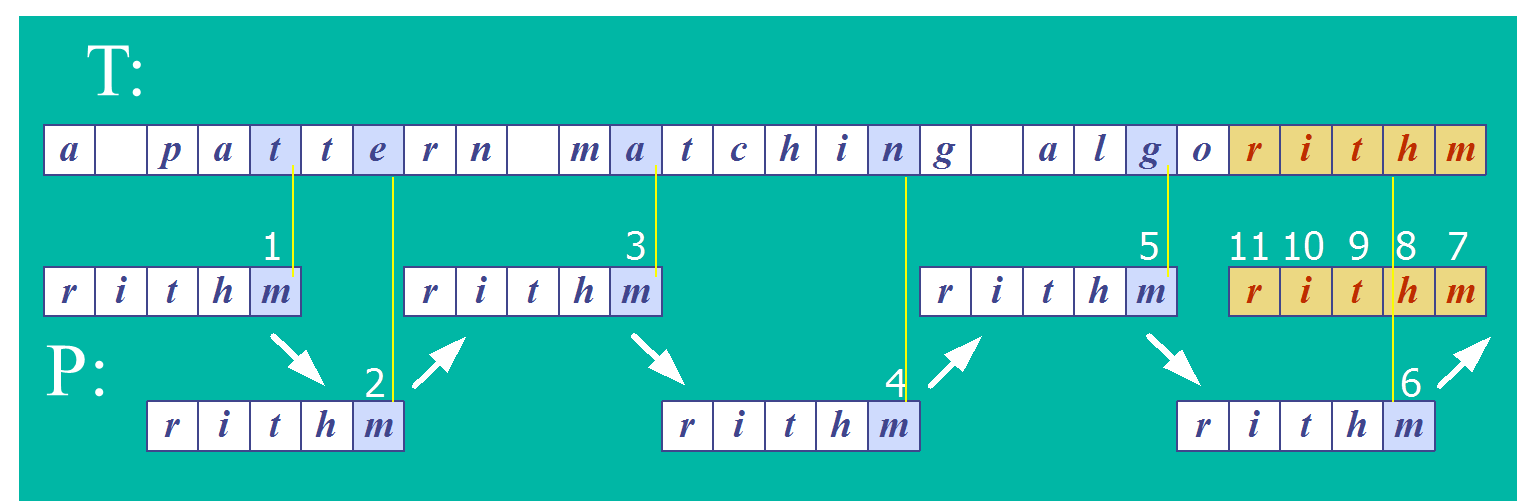 T:
a pattern matching algorithm
1 3 5 11 10 9 8 7
rithm rithm rithm rithm
P:
2 4 6
rithm rithm rithm